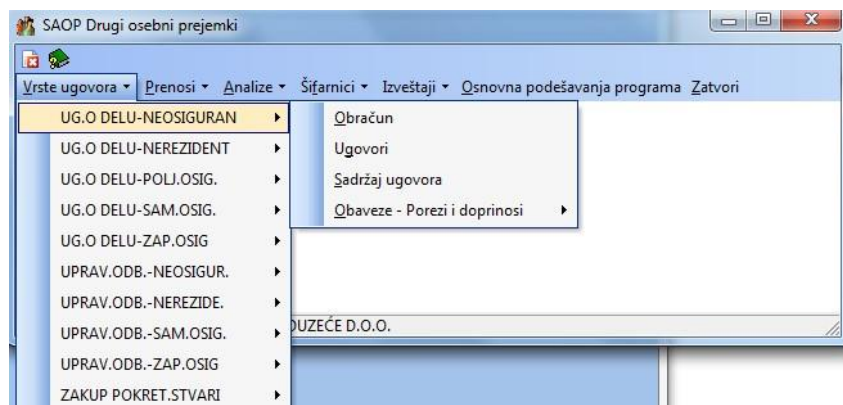 SAOP Drugi osebni prejemki
Vrste ugovora Prenosi Analize Šifarnici Izveštaji Osnovna podešavanja programa Zatvori
UG.O DELU-NEOSIGURAN
Obračun
UG.O DELU-NEREZIDENT
Ugovori
UG.O DELU-POLJ.OSIG.
Sadržaj ugovora
UG.O DELU-SAM.OSIG.
Obaveze - Porezi i doprinosi
UG.O DELU-ZAP.OSIG
UPRAV.ODB.-NEOSIGUR.
UPRAV.ODB.-NEREZIDE.
UPRAV.ODB.-SAM.OSIG.
DUZEĆE D.O.O.
UPRAV.ODB.-ZAP.OSIG
ZAKUP POKRET.STVARI